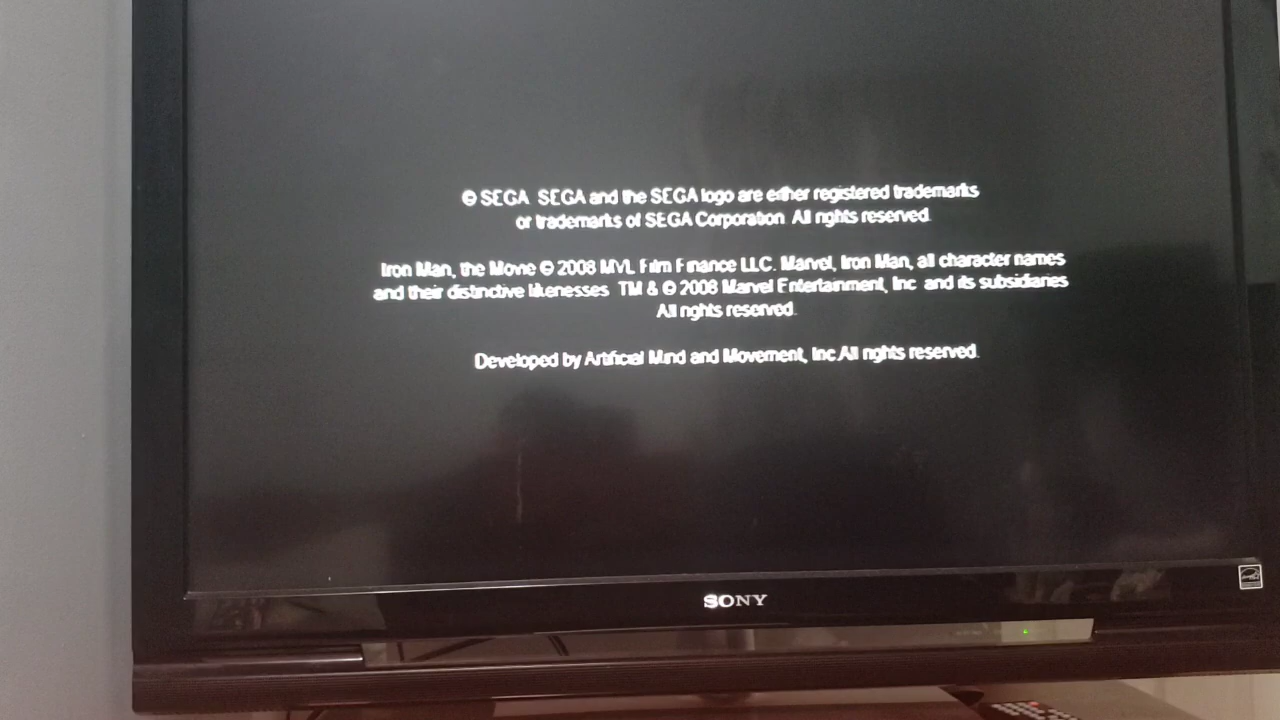 © SEGA. SEGA and the SEGA logo are either registered trademarks
or trademarks of SEGA Corporation. All rights reserved.
Iron Man, the Movie © 2008 MVL Film Finance LLC. Marvel, Iron Man, all character names
and their distinctive likenesses. TM & © 2008 Marvel Entertainment, Inc. and its subsidiaries
All rights reserved.
Developed by Artificial Mind and Movement, Inc.All rights reserved.
SONY